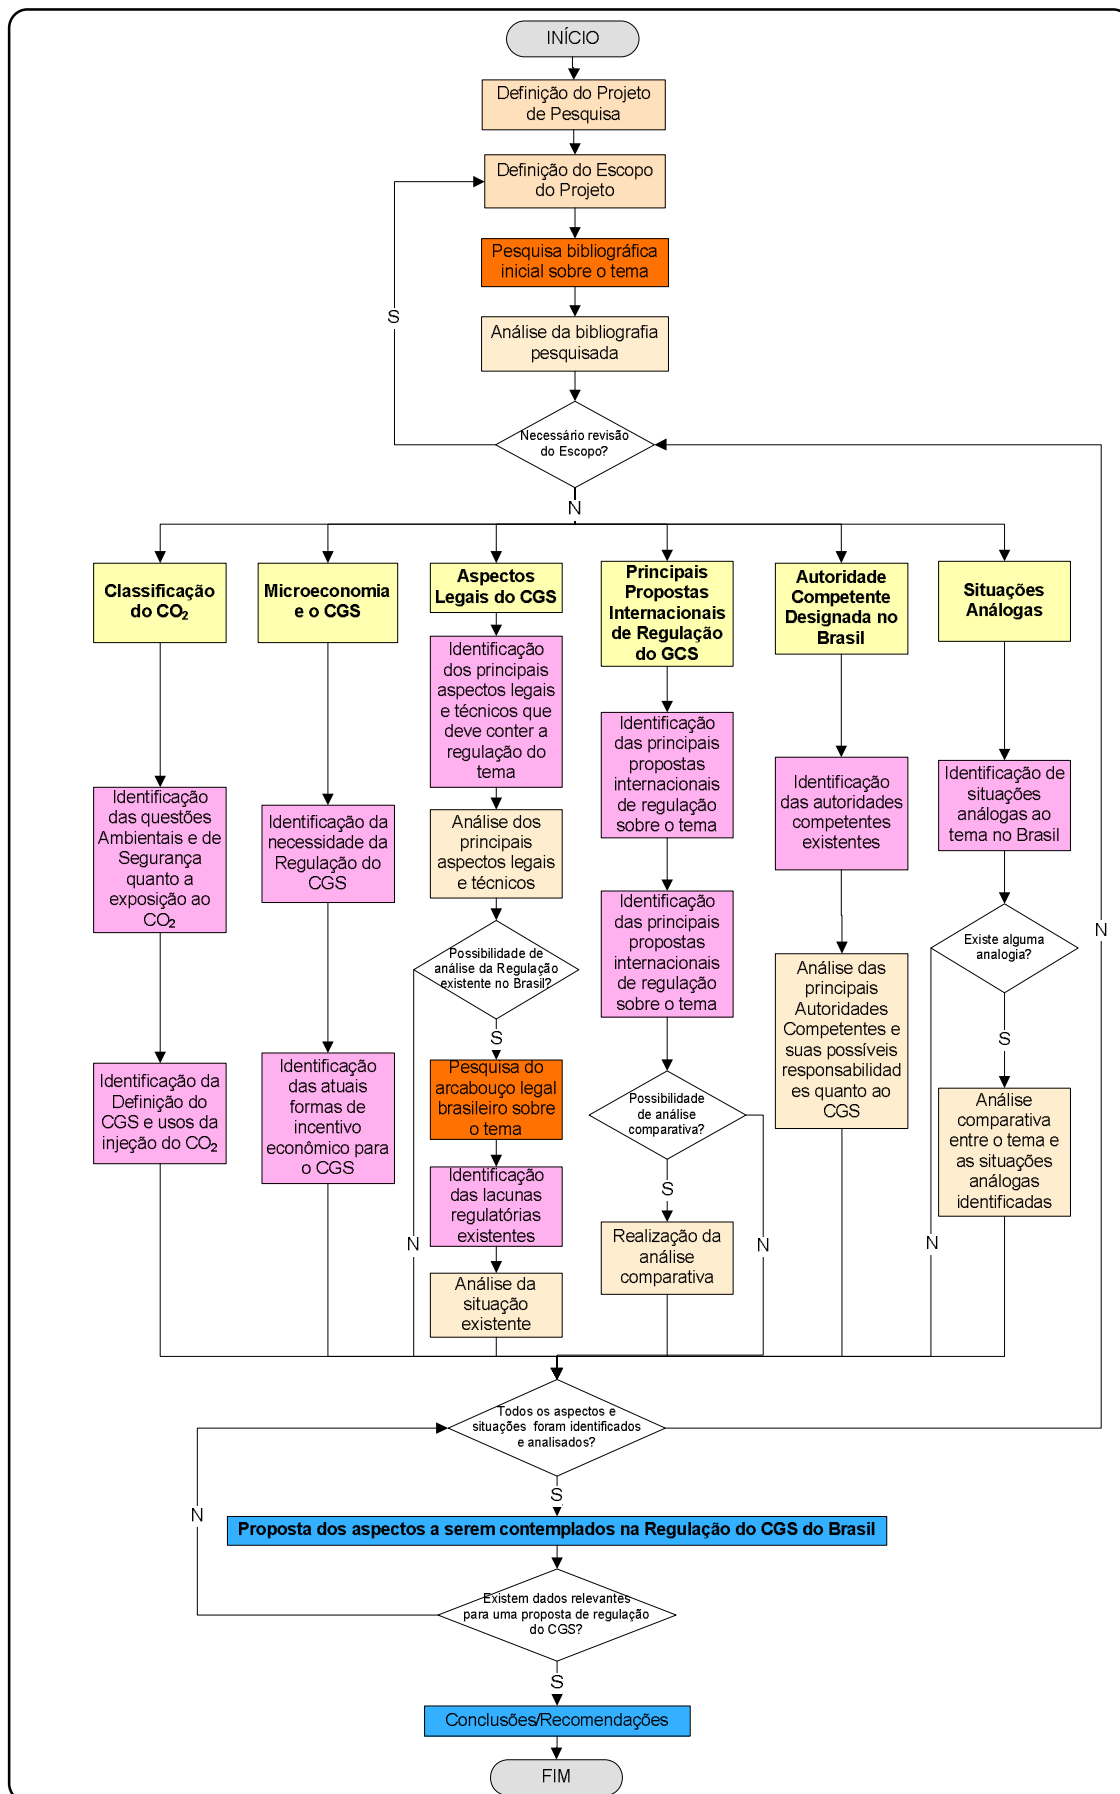 INÍCIO
Definição do Projeto
de Pesquisa
Definição do Escopo
do Projeto
Pesquisa bibliográfica
inicial sobre o tema
S
Análise da bibliografia
pesquisada
Necessário revisão
do Escopo?
N
Classificação
do CO₂
Identificação
das questões
Ambientais e de
Segurança
quanto a
exposição ao
CO₂
Identificação da
Definição do
CGS e usos da
injeção do CO₂
Microeconomia
e o CGS
Identificação da
necessidade da
Regulação do
CGS
Identificação
das atuais
formas de
incentivo
econômico para
o CGS
Aspectos
Legais do CGS
Identificação
dos principais
aspectos legais
e técnicos que
deve conter a
regulação do
tema
Análise dos
principais
aspectos legais
e técnicos
Possibilidade de
análise da Regulação
existente no Brasil?
S
Pesquisa do
arcabouço legal
brasileiro sobre
o tema
Identificação
das lacunas
regulatórias
existentes
N
Análise da
situação
existente
Principais
Propostas
Internacionais
de Regulação
do GCS
Identificação
das principais
propostas
internacionais
de regulação
sobre o tema
Identificação
das principais
propostas
internacionais
de regulação
sobre o tema
Possibilidade
de análise
comparativa?
S
Realização da
análise
comparativa
N
Autoridade
Competente
Designada no
Brasil
Identificação
das autoridades
competentes
existentes
Análise das
principais
Autoridades
Competentes e
suas possíveis
responsabilidad
es quanto ao
CGS
Situações
Análogas
Identificação de
situações
análogas ao
tema no Brasil
Existe alguma
analogia?
N
S
Análise
comparativa
entre o tema e
as situações
análogas
identificadas
N
Todos os aspectos e
situações foram identificados
e analisados?
S
N
Proposta dos aspectos a serem contemplados na Regulação do CGS do Brasil
Existem dados relevantes
para uma proposta de regulação
do CGS?
S
Conclusões/Recomendações
FIM